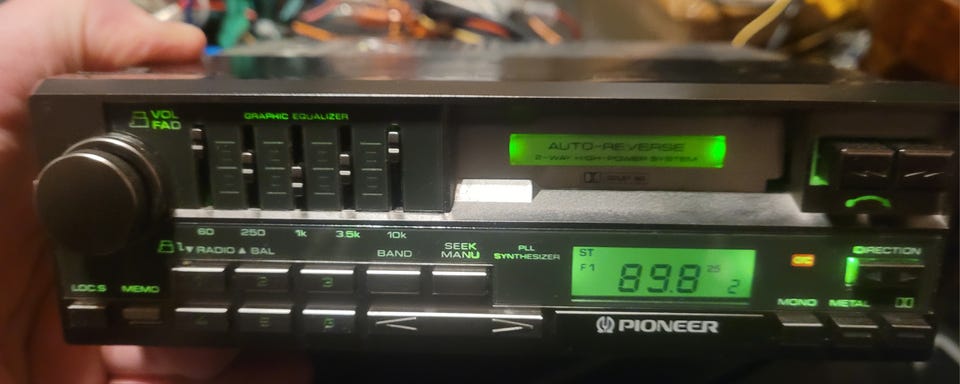 VOL
FAD
GRAPHIC EQUALIZER
AUTO-REVERSE
2-WAY HIGH-POWER SYSTEM
DOLBY NR
60 250 1k 3.5k 10k
▼ RADIO ▲ BAL
BAND
SEEK
MANU
PLL
SYNTHESIZER
ST
F1
89.8
25
2
DIRECTION
LOC S
MEMO
2
3
4
5
6
PIONEER
MONO
METAL